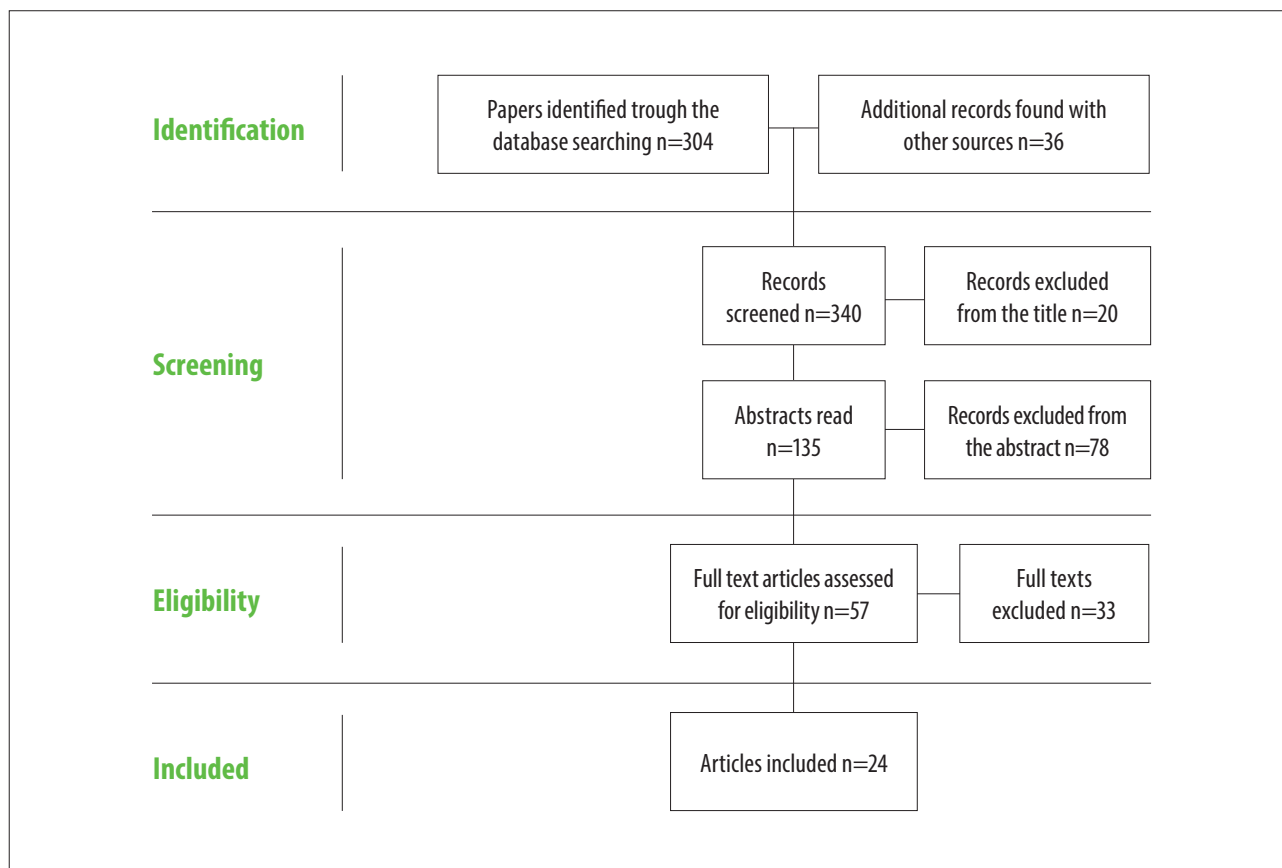 Identification
Papers identified trough the
database searching n=304
Additional records found with
other sources n=36
Screening
Records
screened n=340
Records excluded
from the title n=20
Abstracts read
n=135
Records excluded from
the abstract n=78
Eligibility
Full text articles assessed
for eligibility n=57
Full texts
excluded n=33
Included
Articles included n=24